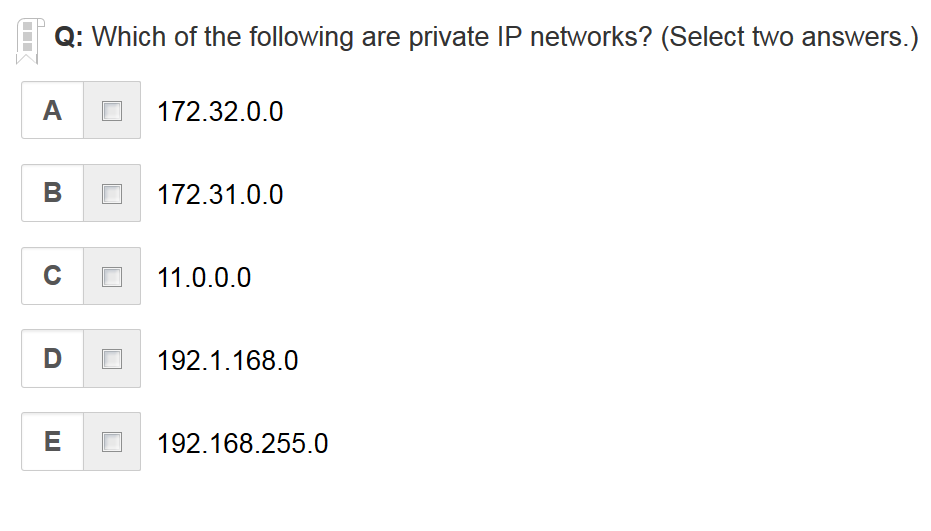 Q: Which of the following are private IP networks? (Select two answers.)
A 172.32.0.0
B 172.31.0.0
C 11.0.0.0
D 192.1.168.0
E 192.168.255.0